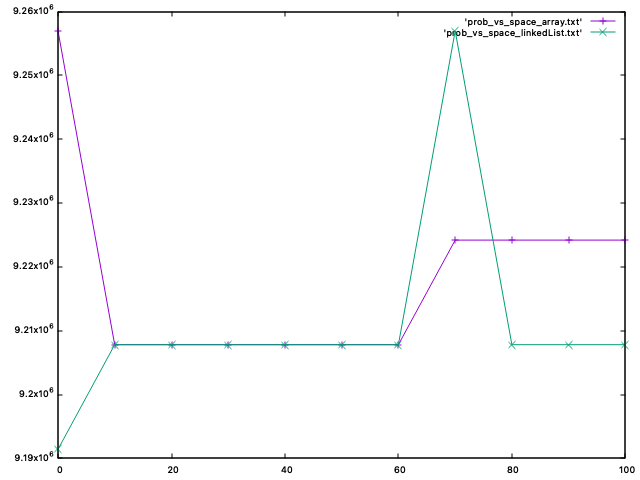 9.26x10⁶
'prob_vs_space_array.txt'
'prob_vs_space_linkedList.txt'
9.25x10⁶
9.24x10⁶
9.23x10⁶
9.22x10⁶
9.21x10⁶
9.2x10⁶
9.19x10⁶
0 20 40 60 80 100